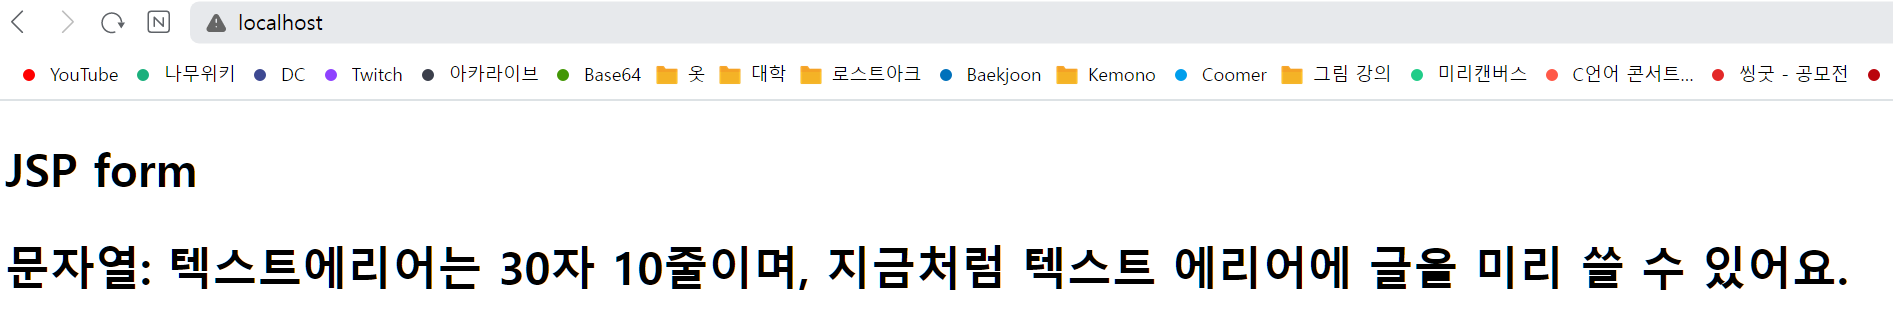 localhost
YouTube 나무위키 DC Twitch 아카라이브 Base64 옷 대학 로스트아크 Baekjoon Kemono Coomer 그림 강의 미리캔버스 C언어 콘서트... 씽굿 - 공모전
JSP form
문자열: 텍스트에리어는 30자 10줄이며, 지금처럼 텍스트 에리어에 글을 미리 쓸 수 있어요.